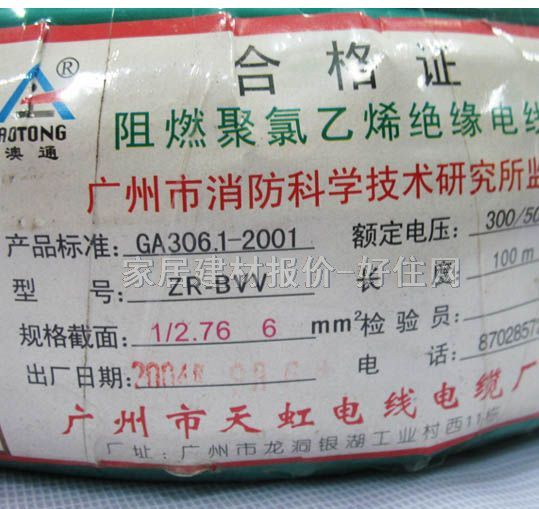 合格证
®
AOTONG
澳通
阻燃聚氯乙烯绝缘电线
广州市消防科学技术研究所监
产品标准: GA306.1-2001 额定电压: 300/50
型号 ZR-BVV 长度 100m
家居建材报价-好住网
规格截面: 1/2.76 6 mm² 检验员:
出厂日期: 2004 电话: 8702857
广州市天虹电线电缆厂
厂址: 广州市龙洞银湖工业村西11栋